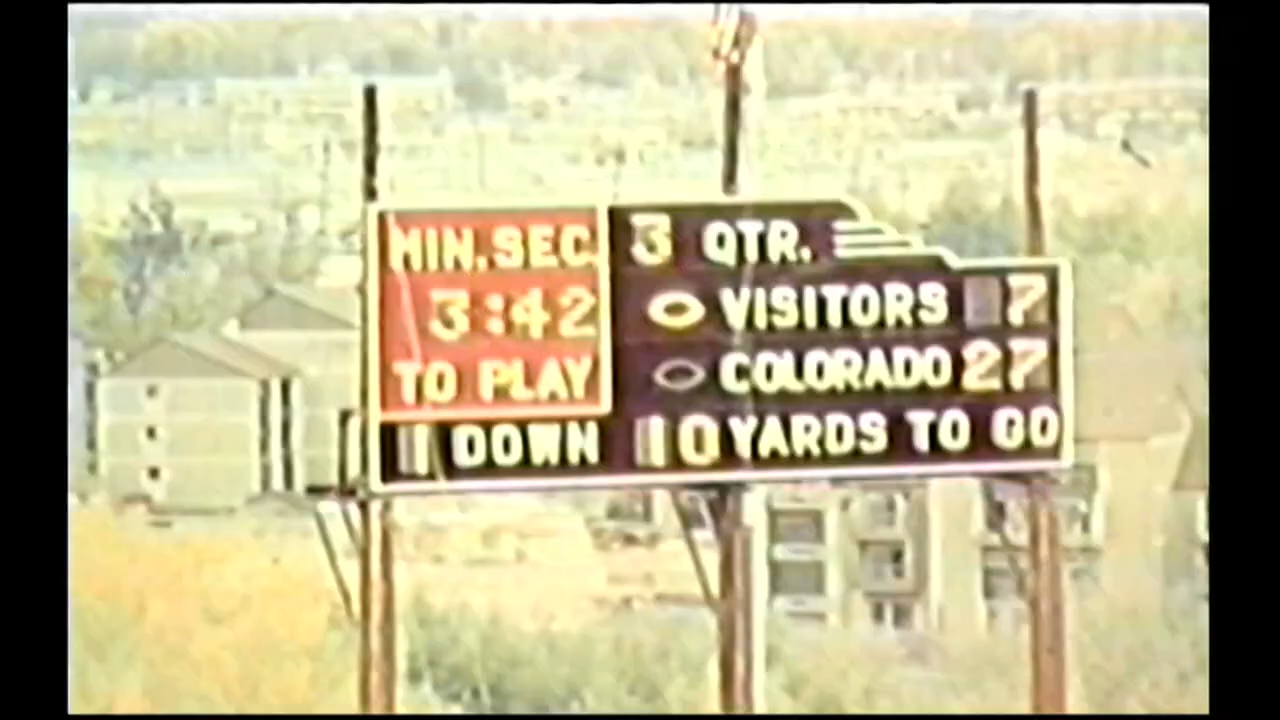 MIN. SEC.
3:42
TO PLAY
1 DOWN
3 QTR.
VISITORS 7
COLORADO 27
10 YARDS TO GO